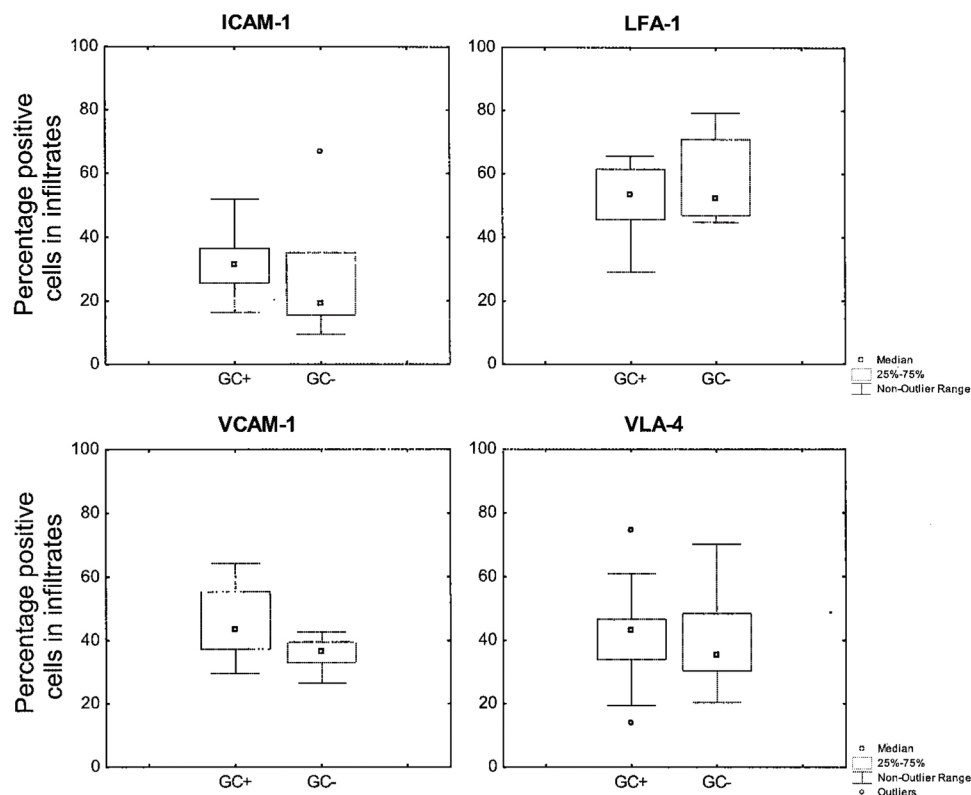 ICAM-1
LFA-1
Percentage positive
cells in infiltrates
100
80
60
40
20
0
GC+
GC-
100
80
60
40
20
0
GC+
GC-
Median
25%-75%
Non-Outlier Range
VCAM-1
VLA-4
Percentage positive
cells in infiltrates
100
80
60
40
20
0
GC+
GC-
100
80
60
40
20
0
GC+
GC-
Median
25%-75%
Non-Outlier Range
Outliers